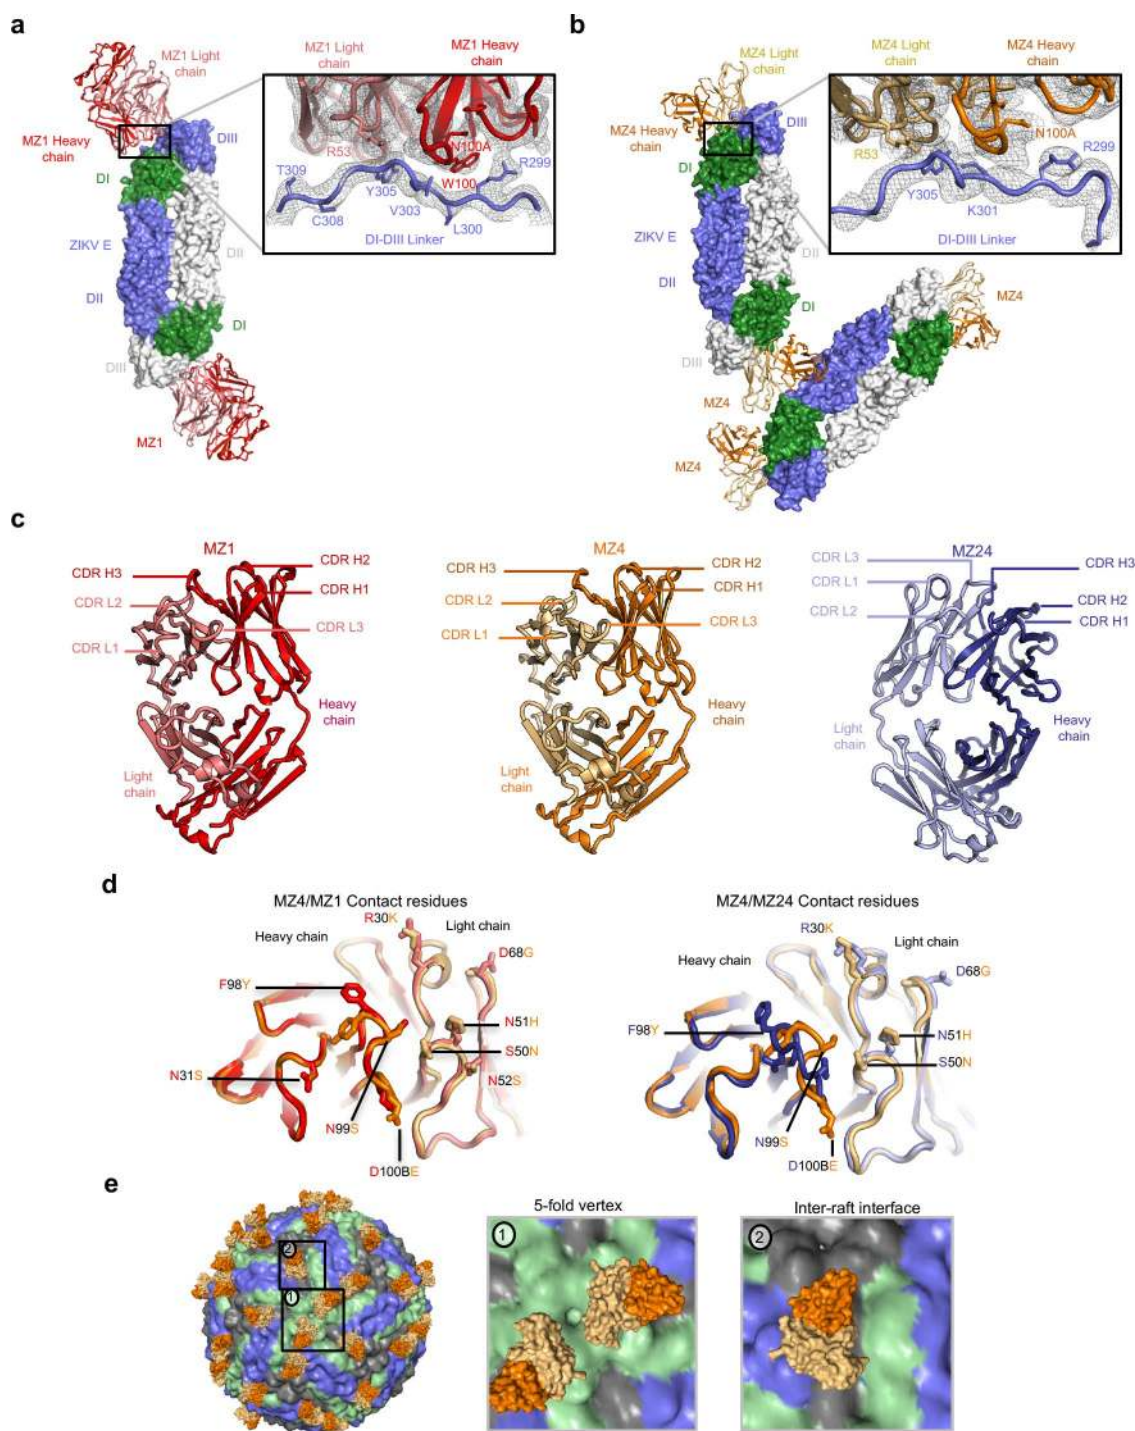 a
MZ1 Light
chain
MZ1 Heavy
chain
DIII
DI
ZIKV E
DII
DII
DI
DIII
MZ1
MZ1 Light
chain
MZ1 Heavy
chain
R53
N100A
R299
T309
Y305
W100
V303
C308
L300
DI-DIII Linker
b
MZ4 Light
chain
MZ4 Heavy
chain
DIII
DI
ZIKV E
DII
DII
DI
DIII
MZ4
MZ4
MZ4
MZ4 Light
chain
MZ4 Heavy
chain
N100A
R53
R299
Y305
K301
DI-DIII Linker
c
MZ1
CDR H3
CDR H2
CDR L2
CDR H1
CDR L3
CDR L1
Heavy
chain
Light
chain
MZ4
CDR H3
CDR H2
CDR L2
CDR H1
CDR L3
CDR L1
Heavy
chain
Light
chain
CDR L3
MZ24
CDR H3
CDR L1
CDR H2
CDR L2
CDR H1
Light
chain
Heavy
chain
d
MZ4/MZ1 Contact residues
Heavy chain
R30K
Light chain
D68G
F98Y
N51H
S50N
N31S
N52S
N99S
D100BE
MZ4/MZ24 Contact residues
R30K
Heavy chain
Light chain
D68G
F98Y
N51H
S50N
N99S
D100BE
e
2
1
5-fold vertex
1
Inter-raft interface
2